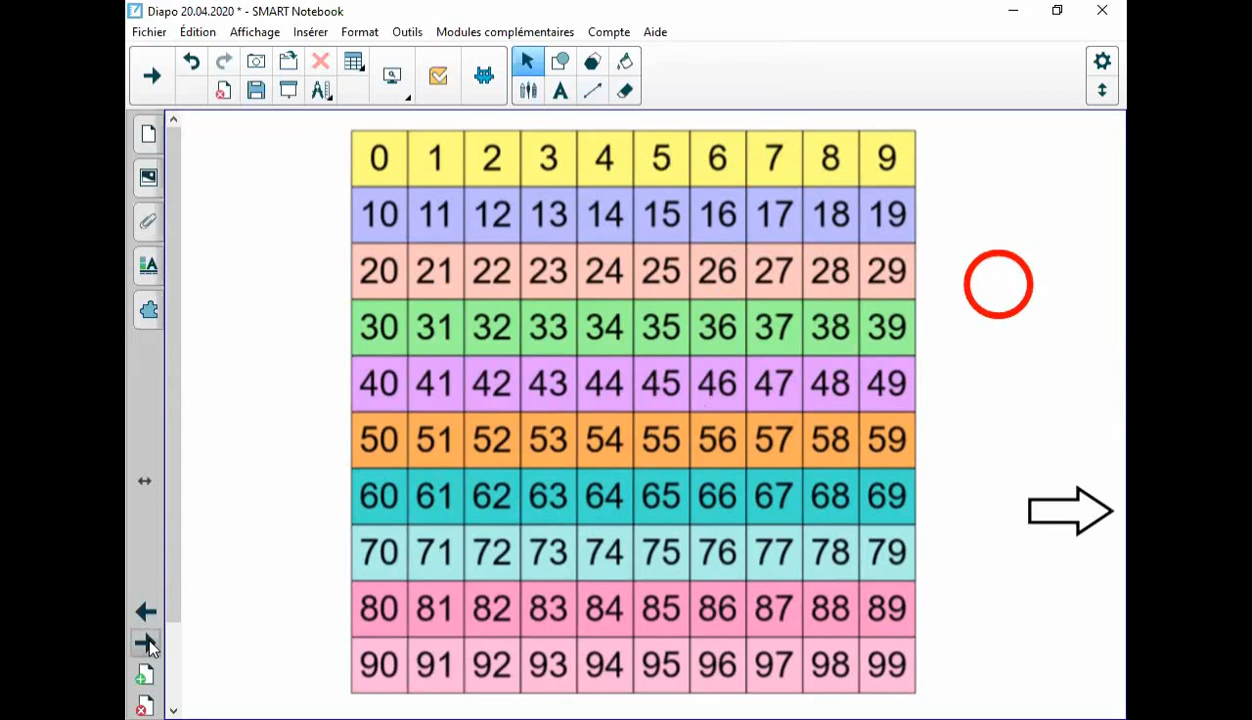 Diapo 20.04.2020 * - SMART Notebook
Fichier Édition Affichage Insérer Format Outils Modules complémentaires Compte Aide
0 1 2 3 4 5 6 7 8 9
10 11 12 13 14 15 16 17 18 19
20 21 22 23 24 25 26 27 28 29
30 31 32 33 34 35 36 37 38 39
40 41 42 43 44 45 46 47 48 49
50 51 52 53 54 55 56 57 58 59
60 61 62 63 64 65 66 67 68 69
70 71 72 73 74 75 76 77 78 79
80 81 82 83 84 85 86 87 88 89
90 91 92 93 94 95 96 97 98 99